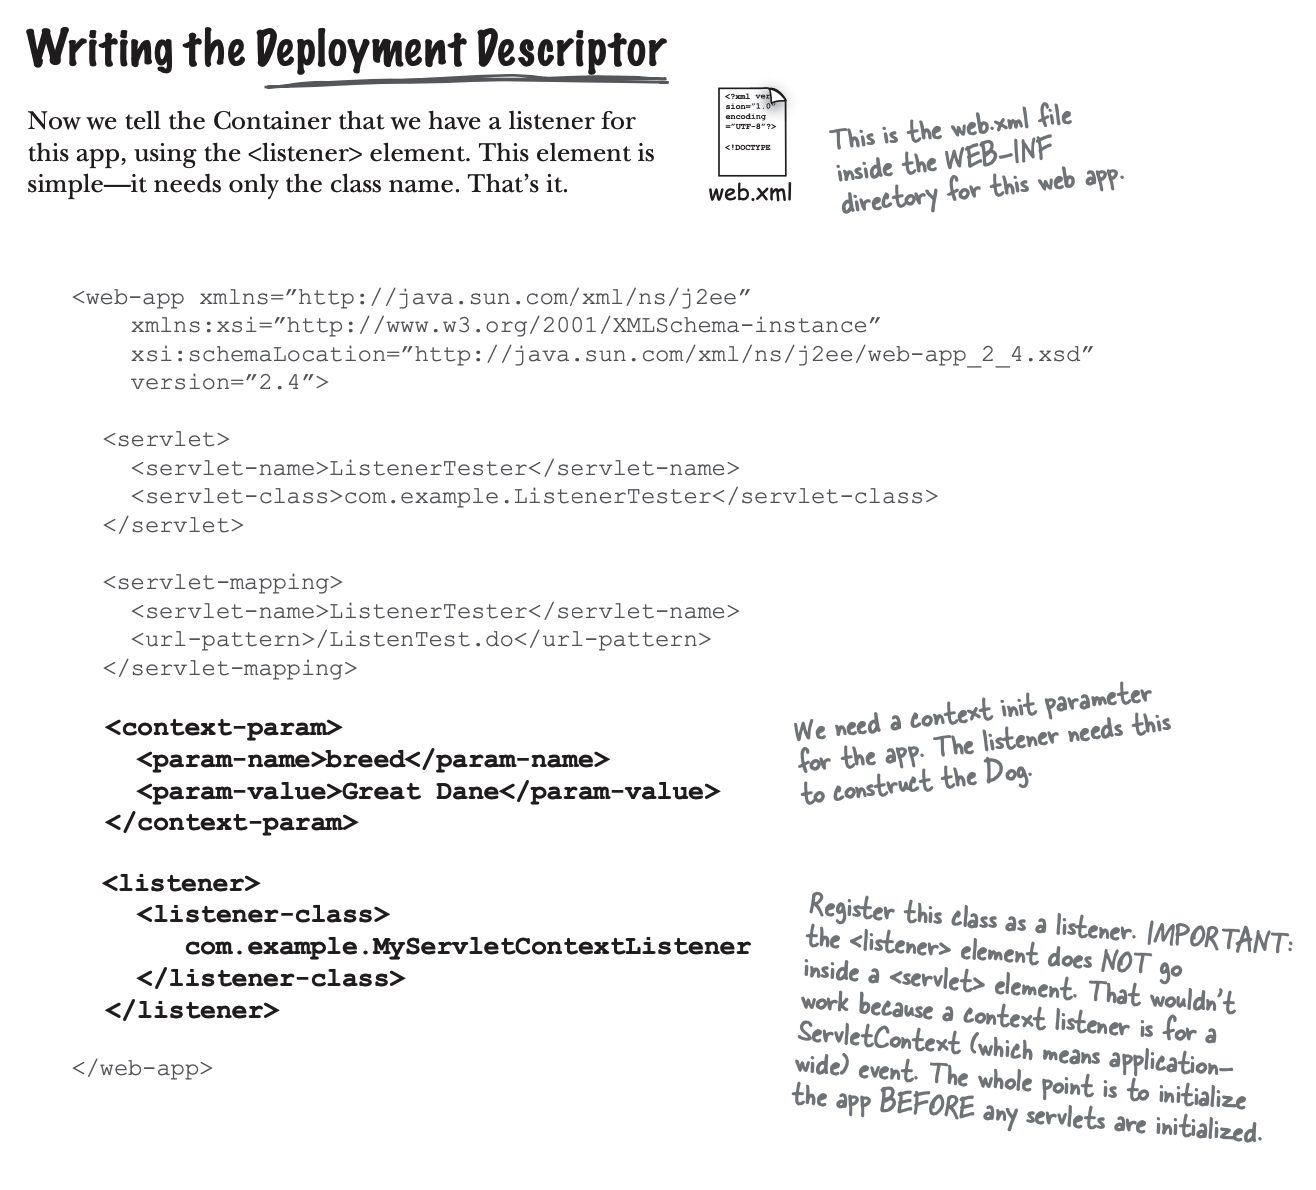 Writing the Deployment Descriptor
Now we tell the Container that we have a listener for
this app, using the <listener> element. This element is
simple—it needs only the class name. That’s it.
<?xml ver
sion=”1.0”
encoding
=”UTF-8”?>
<!DOCTYPE
web.xml
This is the web.xml file
inside the WEB-INF
directory for this web app.
<web-app xmlns=”http://java.sun.com/xml/ns/j2ee”
xmlns:xsi=”http://www.w3.org/2001/XMLSchema-instance”
xsi:schemaLocation=”http://java.sun.com/xml/ns/j2ee/web-app_2_4.xsd”
version=”2.4”>
<servlet>
<servlet-name>ListenerTester</servlet-name>
<servlet-class>com.example.ListenerTester</servlet-class>
</servlet>
<servlet-mapping>
<servlet-name>ListenerTester</servlet-name>
<url-pattern>/ListenTest.do</url-pattern>
</servlet-mapping>
<context-param>
<param-name>breed</param-name>
<param-value>Great Dane</param-value>
</context-param>
We need a context init parameter
for the app. The listener needs this
to construct the Dog.
<listener>
<listener-class>
com.example.MyServletContextListener
</listener-class>
</listener>
</web-app>
Register this class as a listener. IMPORTANT:
the <listener> element does NOT go
inside a <servlet> element. That wouldn’t
work because a context listener is for a
ServletContext (which means application-
wide) event. The whole point is to initialize
the app BEFORE any servlets are initialized.